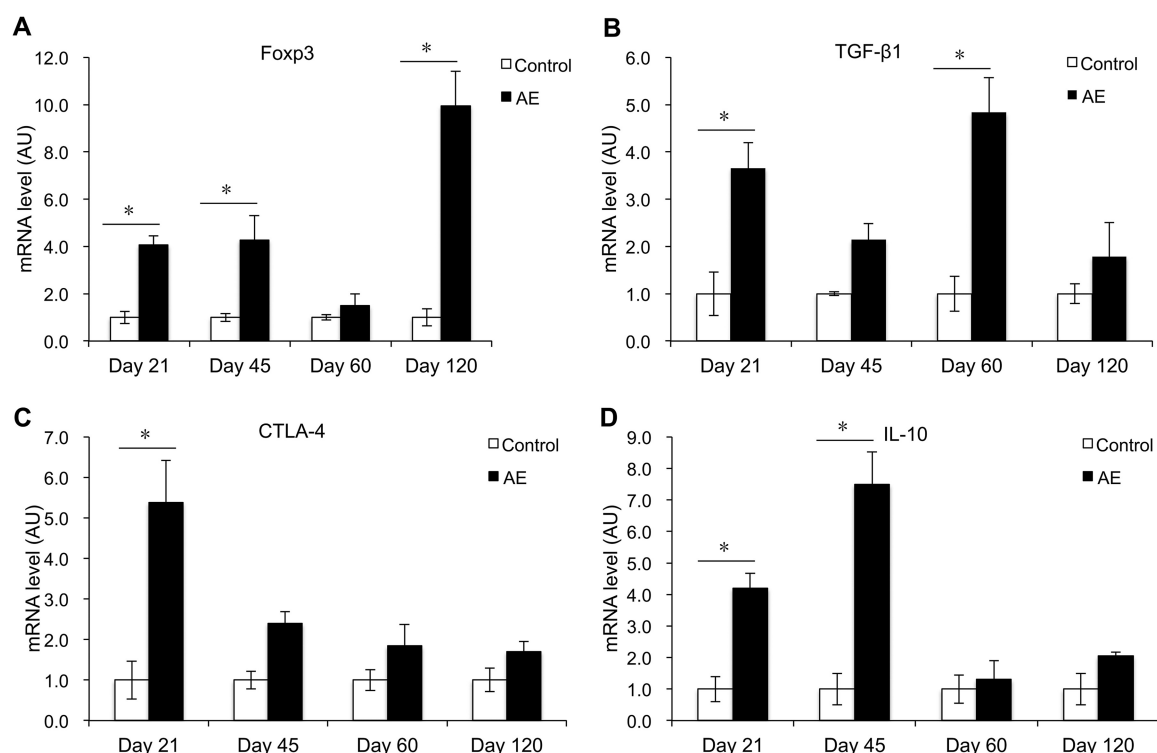 A
Foxp3
mRNA level (AU)
12.0
10.0
8.0
6.0
4.0
2.0
0.0
* * *
Control
AE
Day 21 Day 45 Day 60 Day 120
B
TGF-β1
mRNA level (AU)
6.0
5.0
4.0
3.0
2.0
1.0
0.0
* *
Control
AE
Day 21 Day 45 Day 60 Day 120
C
CTLA-4
mRNA level (AU)
7.0
6.0
5.0
4.0
3.0
2.0
1.0
0.0
*
Control
AE
Day 21 Day 45 Day 60 Day 120
D
IL-10
mRNA level (AU)
9.0
8.0
7.0
6.0
5.0
4.0
3.0
2.0
1.0
0.0
* *
Control
AE
Day 21 Day 45 Day 60 Day 120